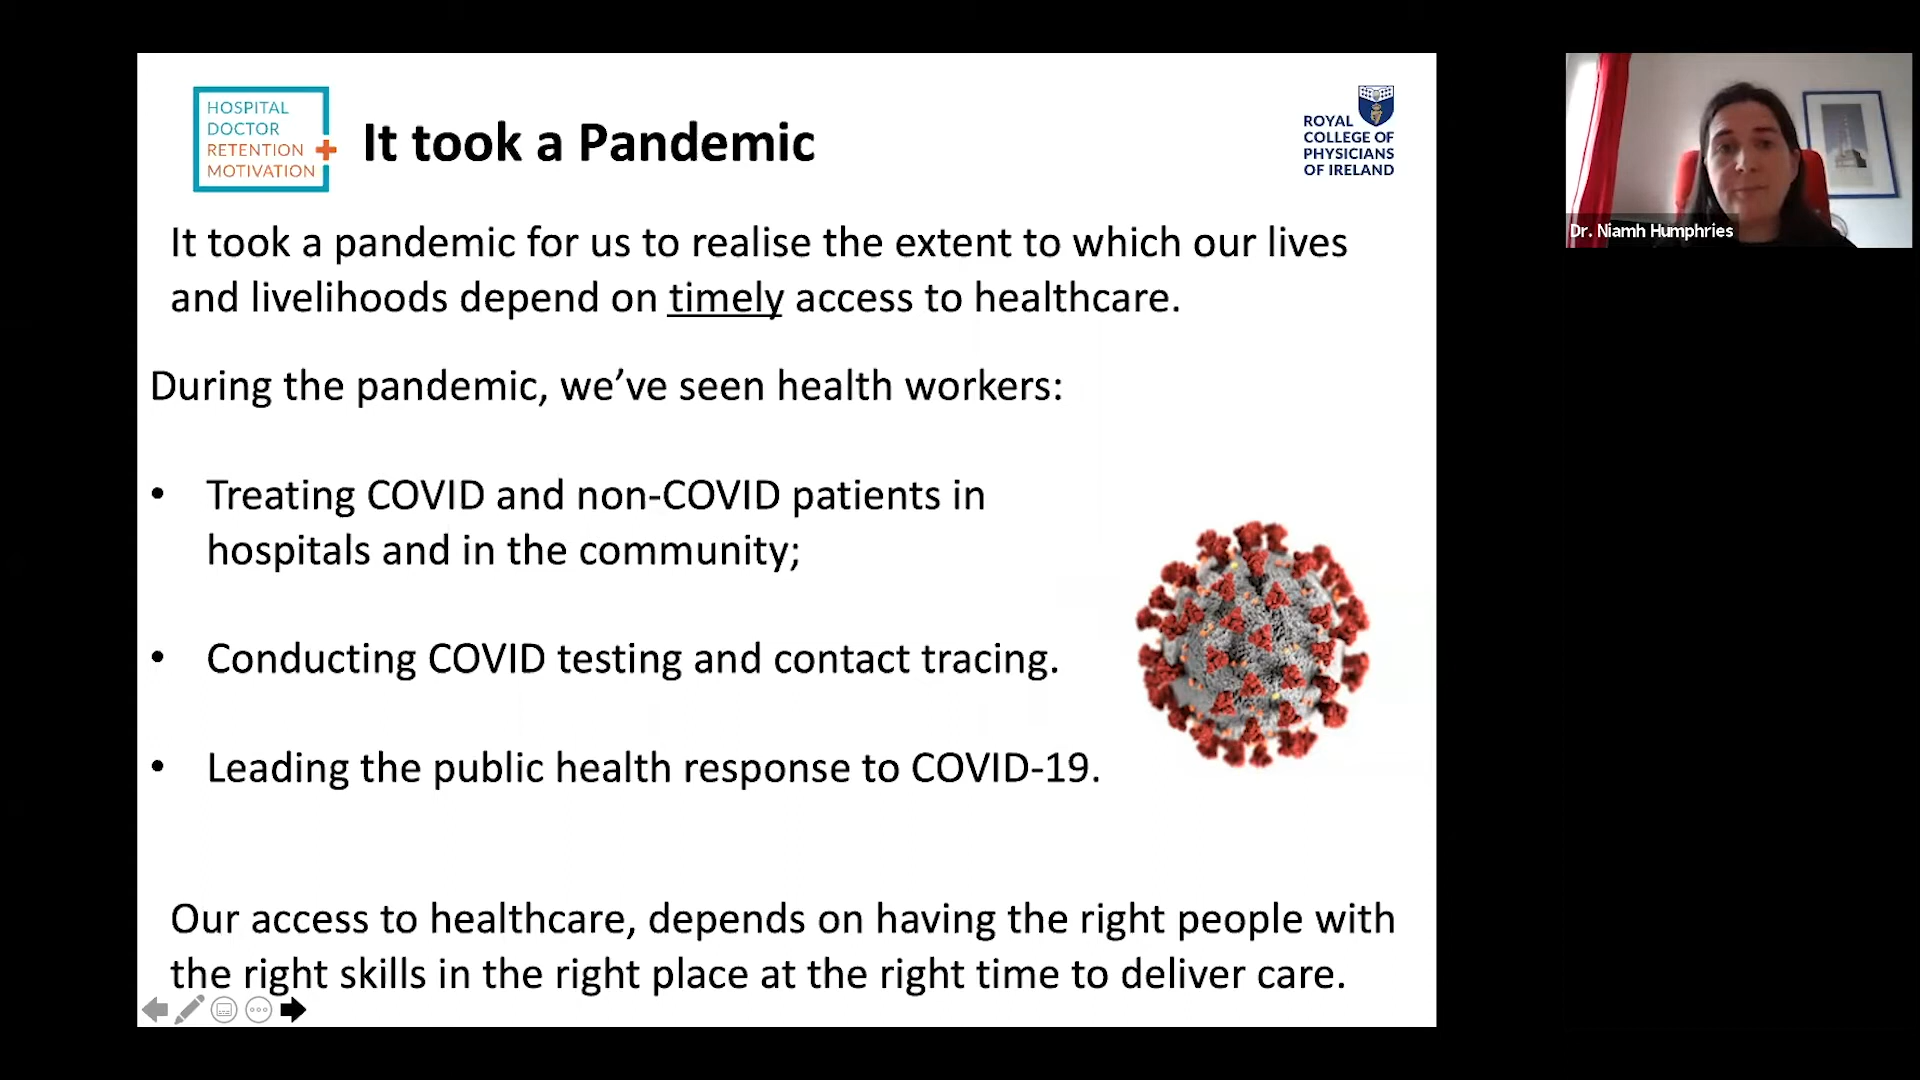 HOSPITAL
DOCTOR
RETENTION
MOTIVATION
It took a Pandemic
ROYAL
COLLEGE OF
PHYSICIANS
OF IRELAND
It took a pandemic for us to realise the extent to which our lives
and livelihoods depend on timely access to healthcare.
During the pandemic, we’ve seen health workers:
• Treating COVID and non-COVID patients in
hospitals and in the community;
• Conducting COVID testing and contact tracing.
• Leading the public health response to COVID-19.
Our access to healthcare, depends on having the right people with
the right skills in the right place at the right time to deliver care.
Dr. Niamh Humphries